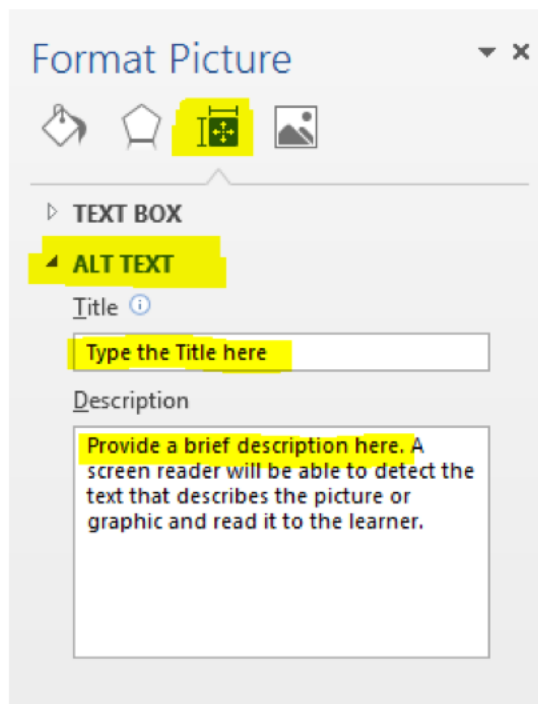 Format Picture
TEXT BOX
ALT TEXT
Title
Type the Title here
Description
Provide a brief description here. A
screen reader will be able to detect the
text that describes the picture or
graphic and read it to the learner.